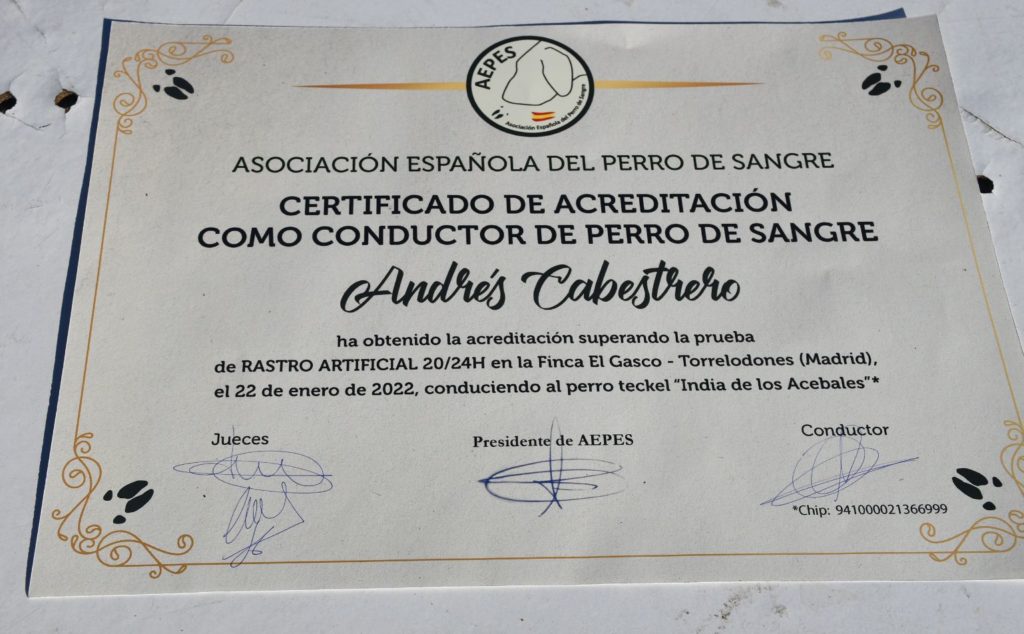 AEPES
Asociación Española del Perro de Sangre
ASOCIACIÓN ESPAÑOLA DEL PERRO DE SANGRE
CERTIFICADO DE ACREDITACIÓN
COMO CONDUCTOR DE PERRO DE SANGRE
Andrés Cabestrero
ha obtenido la acreditación superando la prueba
de RASTRO ARTIFICIAL 20/24H en la Finca El Gasco - Torrelodones (Madrid),
el 22 de enero de 2022, conduciendo al perro teckel “India de los Acebales”*
Jueces
Presidente de AEPES
Conductor
*Chip: 941000021366999